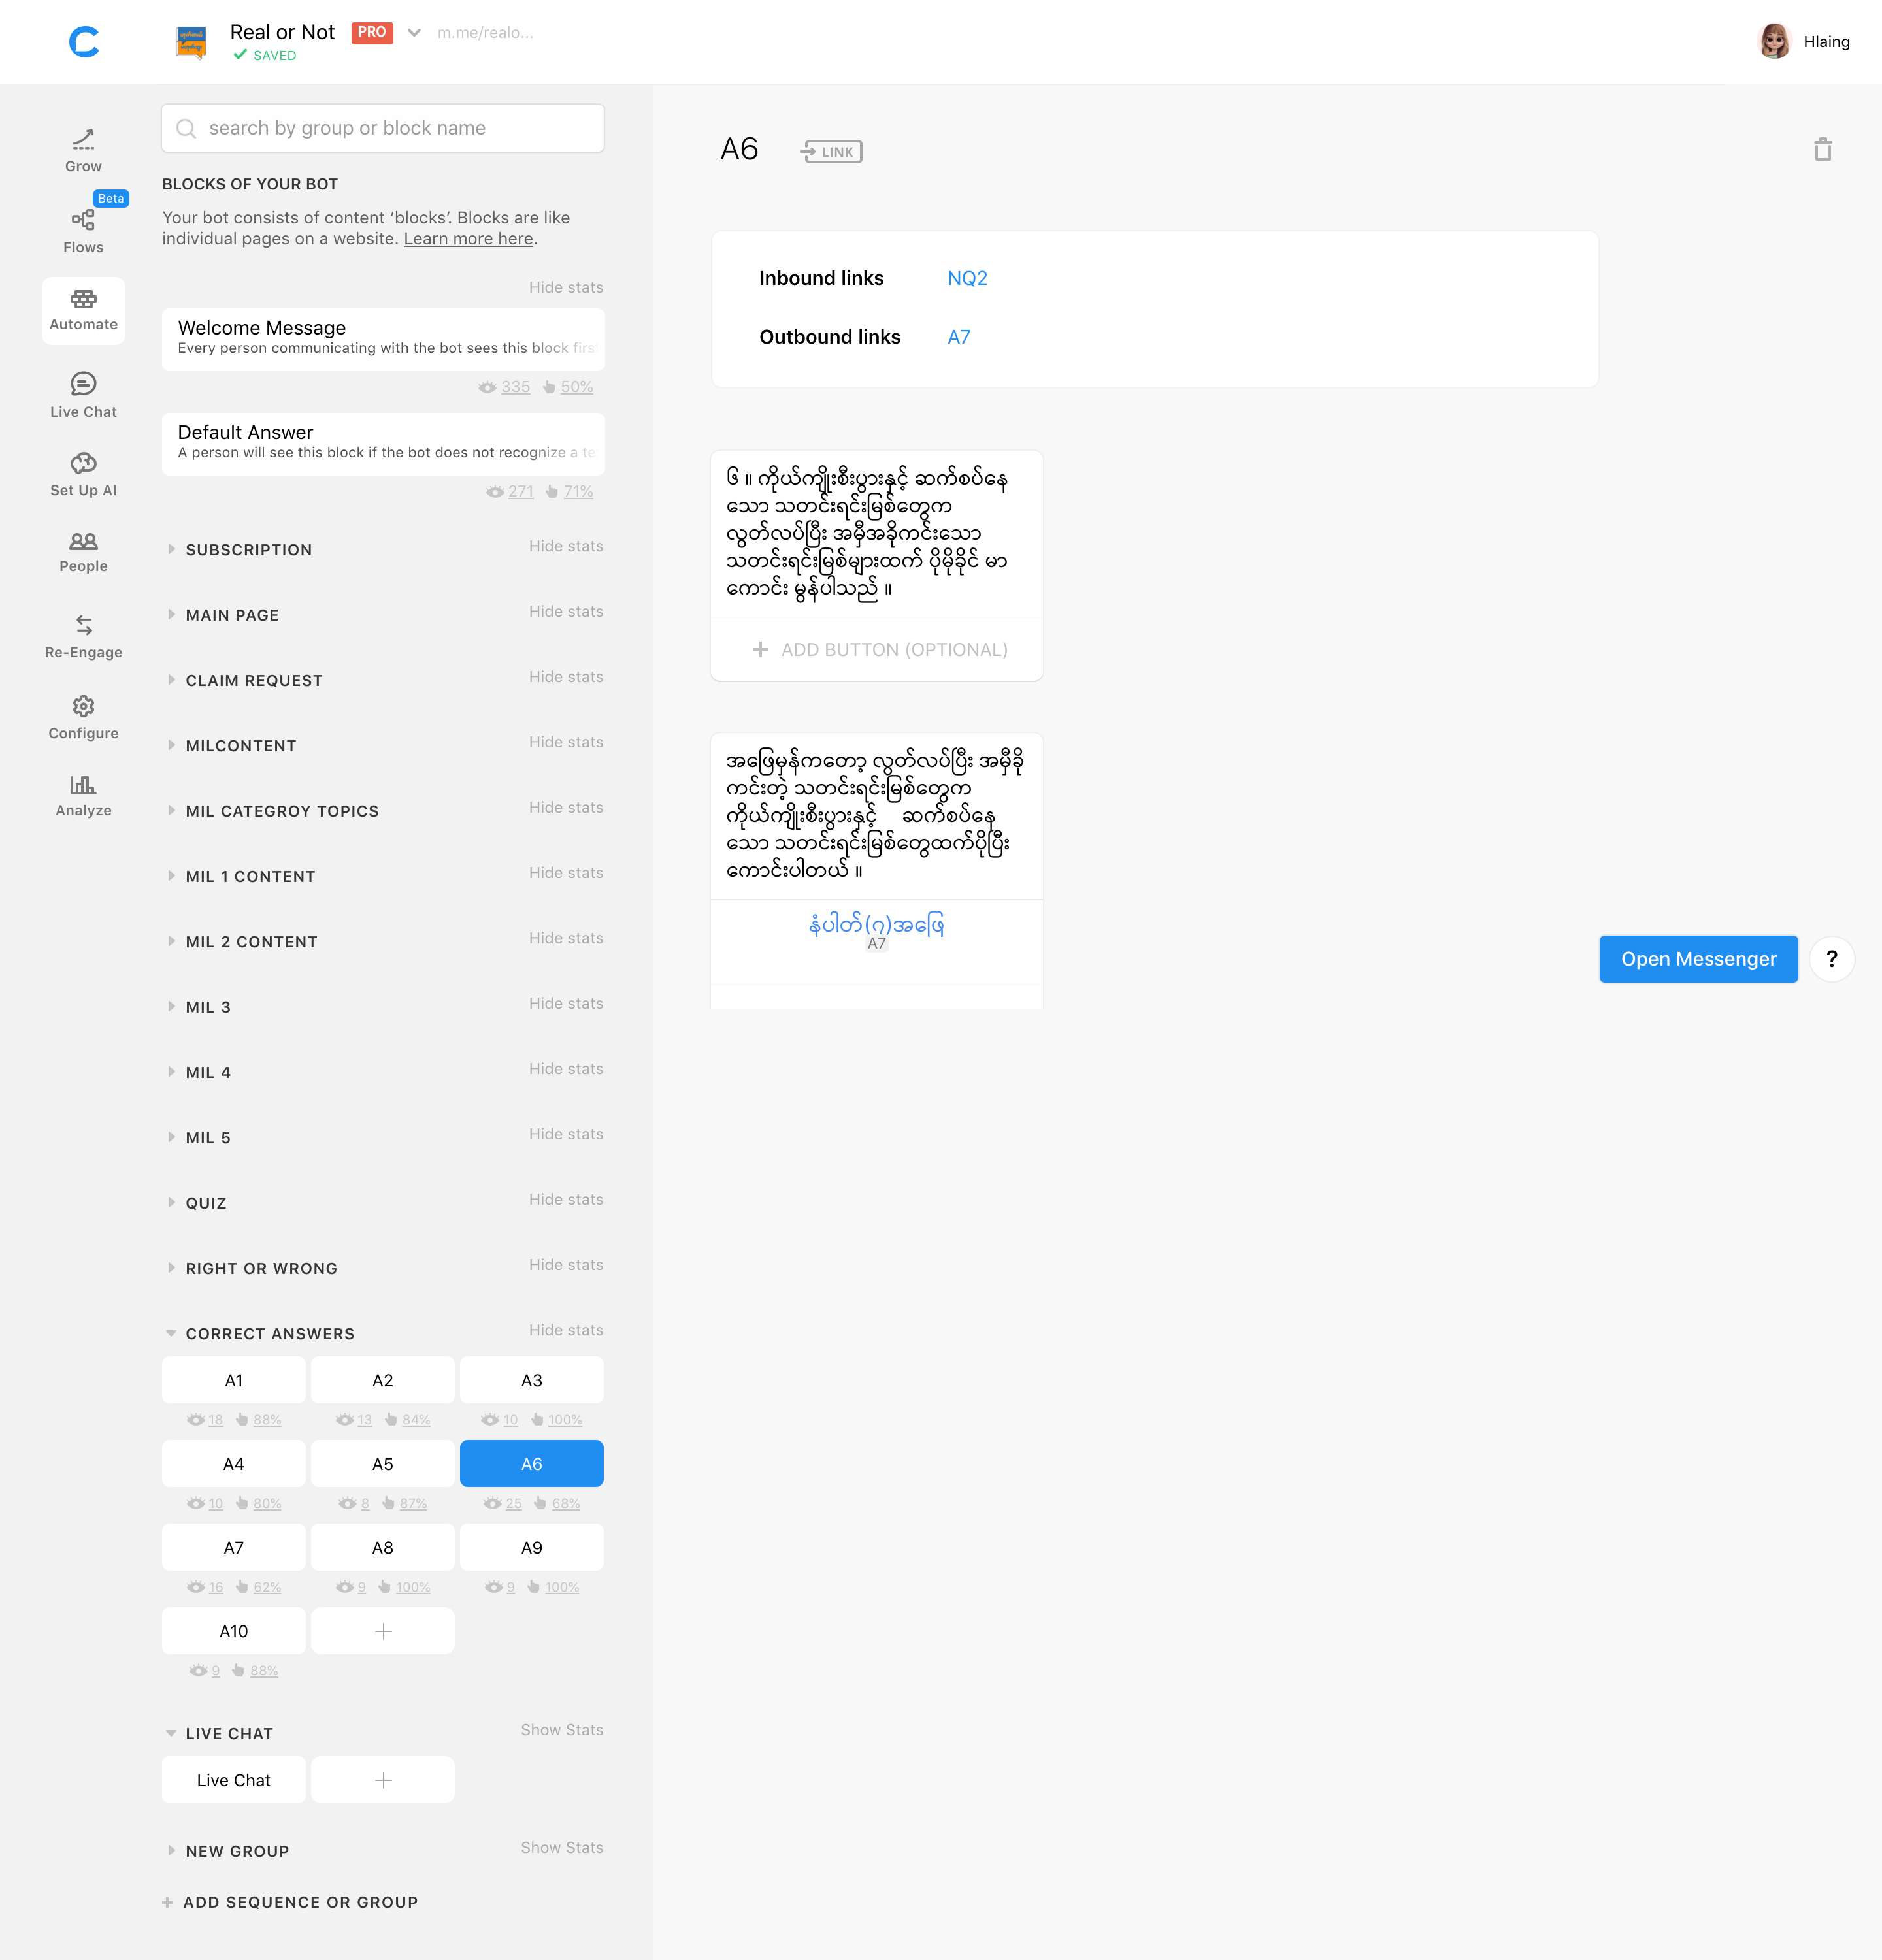 Real or Not PRO m.me/realo...
SAVED
Hlaing
Grow
Beta
Flows
Automate
Live Chat
Set Up AI
People
Re-Engage
Configure
Analyze
search by group or block name
BLOCKS OF YOUR BOT
Your bot consists of content ‘blocks’. Blocks are like
individual pages on a website. Learn more here.
Hide stats
Welcome Message
Every person communicating with the bot sees this block first
335 50%
Default Answer
A person will see this block if the bot does not recognize a te
271 71%
SUBSCRIPTION Hide stats
MAIN PAGE Hide stats
CLAIM REQUEST Hide stats
MILCONTENT Hide stats
MIL CATEGROY TOPICS Hide stats
MIL 1 CONTENT Hide stats
MIL 2 CONTENT Hide stats
MIL 3 Hide stats
MIL 4 Hide stats
MIL 5 Hide stats
QUIZ Hide stats
RIGHT OR WRONG Hide stats
CORRECT ANSWERS Hide stats
A1 A2 A3
18 88% 13 84% 10 100%
A4 A5 A6
10 80% 8 87% 25 68%
A7 A8 A9
16 62% 9 100% 9 100%
A10
9 88%
LIVE CHAT Show Stats
Live Chat
NEW GROUP Show Stats
ADD SEQUENCE OR GROUP
A6 LINK
Inbound links NQ2
Outbound links A7
၆ ။ ကိုယ်ကျိုးစီးပွားနှင့် ဆက်စပ်နေ
သော သတင်းရင်းမြစ်တွေက
လွတ်လပ်ပြီး အမှီအခိုကင်းသော
သတင်းရင်းမြစ်များထက် ပိုမိုခိုင် မာ
ကောင်း မွန်ပါသည် ။
ADD BUTTON (OPTIONAL)
အဖြေမှန်ကတော့ လွတ်လပ်ပြီး အမှီခို
ကင်းတဲ့ သတင်းရင်းမြစ်တွေက
ကိုယ်ကျိုးစီးပွားနှင့် ဆက်စပ်နေ
သော သတင်းရင်းမြစ်တွေထက်ပိုပြီး
ကောင်းပါတယ် ။
နံပါတ်(၇)အဖြေ
A7
Open Messenger ?